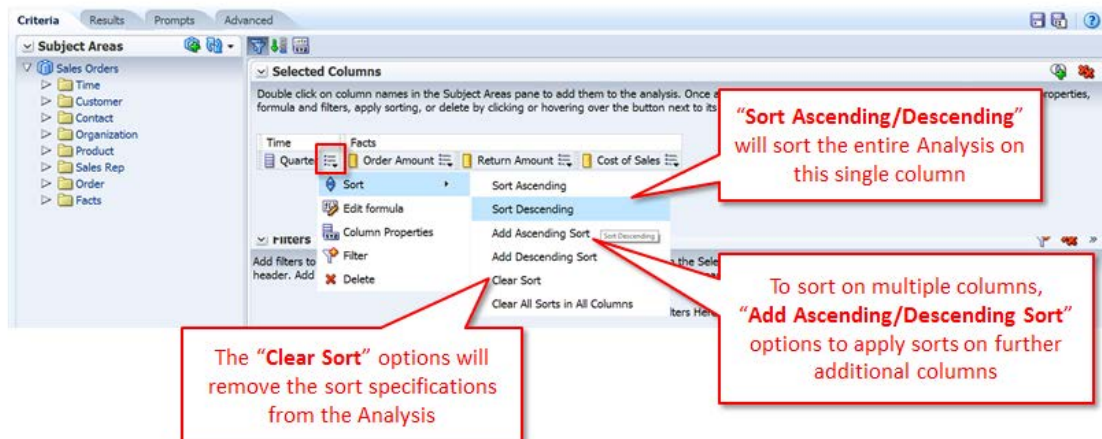 Criteria Results Prompts Advanced
Subject Areas
Sales Orders
Time
Customer
Contact
Organization
Product
Sales Rep
Order
Facts
Selected Columns
Double click on column names in the Subject Areas pane to add them to the analysis. Once a
roperties,
formula and filters, apply sorting, or delete by clicking or hovering over the button next to its
Time Facts
Quarte Order Amount Return Amount Cost of Sales
Sort
Edit formula
Column Properties
Filter
Delete
Sort Ascending
Sort Descending
Add Ascending Sort
Sort Descending
Add Descending Sort
Clear Sort
Clear All Sorts in All Columns
Filters
Add filters to
the Sele
header. Add
lters Here
"Sort Ascending/Descending"
will sort the entire Analysis on
this single column
To sort on multiple columns,
"Add Ascending/Descending Sort"
options to apply sorts on further
additional columns
The "Clear Sort" options will
remove the sort specifications
from the Analysis